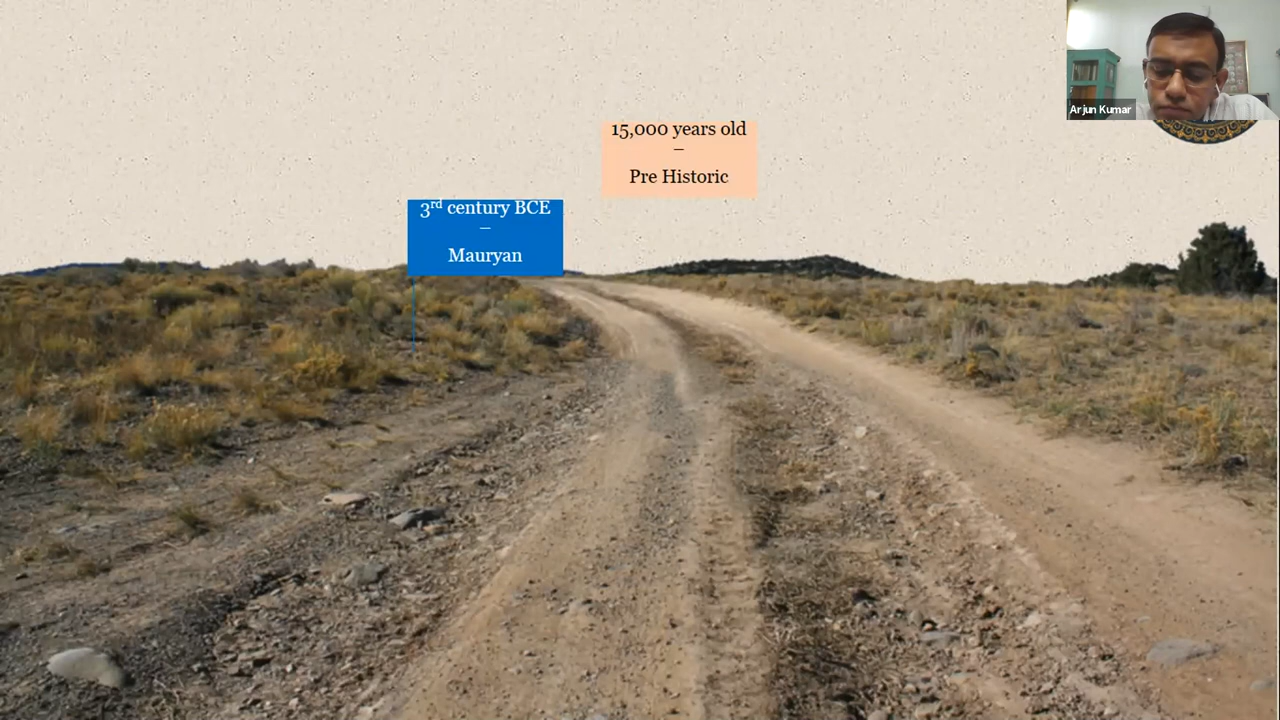 Arjun Kumar
15,000 years old
–
Pre Historic
3rd century BCE
–
Mauryan